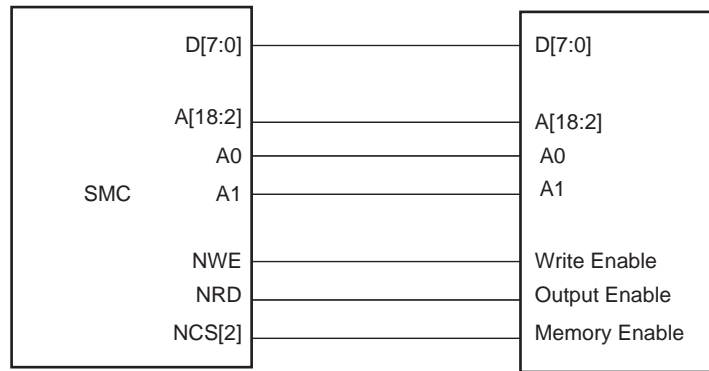 D[7:0] D[7:0]
A[18:2] A[18:2]
A0 A0
SMC A1 A1
NWE Write Enable
NRD Output Enable
NCS[2] Memory Enable